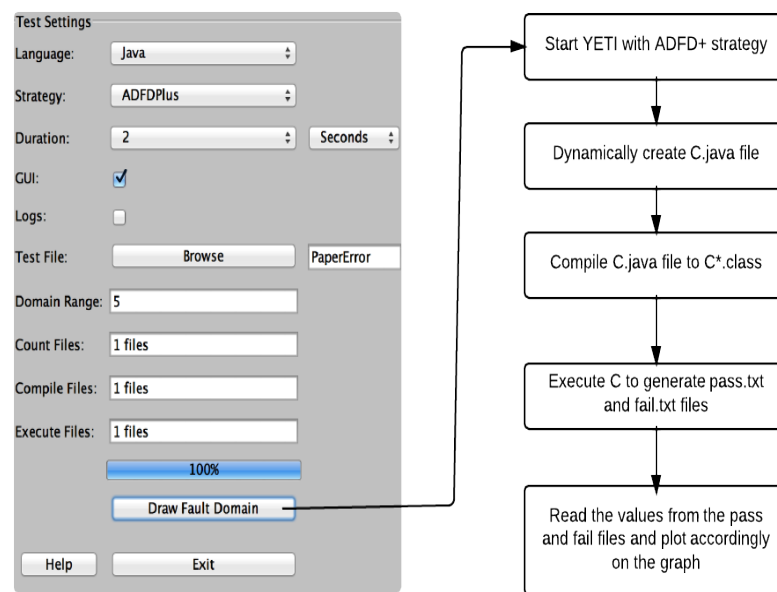 Test Settings
Language: Java
Strategy: ADFDPlus
Duration: 2 Seconds
GUI:
Logs:
Test File: Browse PaperError
Domain Range: 5
Count Files: 1 files
Compile Files: 1 files
Execute Files: 1 files
100%
Draw Fault Domain
Help Exit
Start YETI with ADFD+ strategy
Dynamically create C.java file
Compile C.java file to C*.class
Execute C to generate pass.txt
and fail.txt files
Read the values from the pass
and fail files and plot accordingly
on the graph